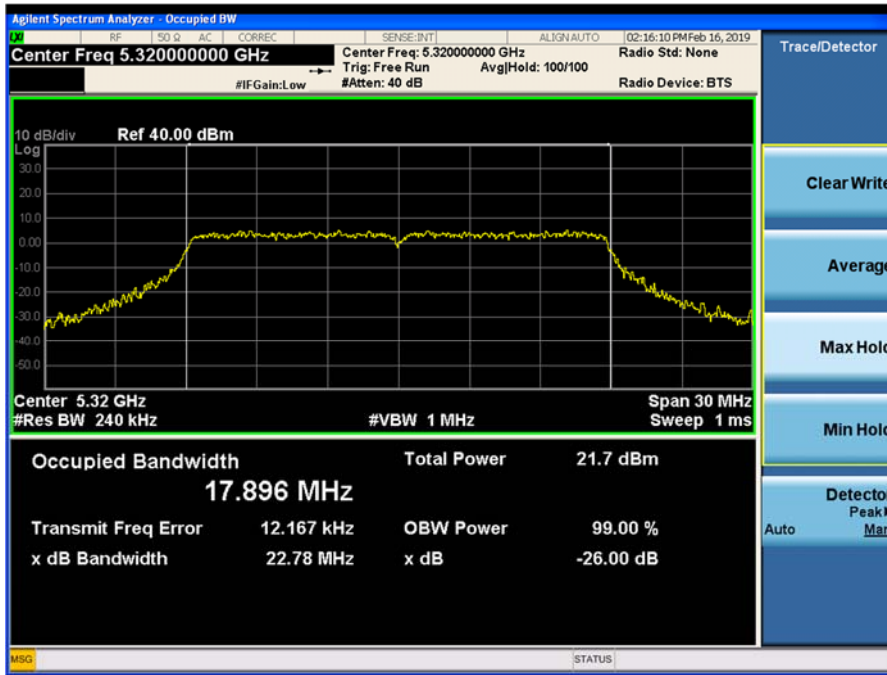 Agilent Spectrum Analyzer - Occupied BW
RF 50 Ω AC CORREC SENSE:INT ALIGN AUTO 02:16:10 PM Feb 16, 2019
Center Freq 5.320000000 GHz Center Freq: 5.320000000 GHz Radio Std: None
Trig: Free Run Avg|Hold: 100/100
#IFGain:Low #Atten: 40 dB Radio Device: BTS
Trace/Detector
10 dB/div Ref 40.00 dBm
Log
30.0
20.0
10.0
0.00
-10.0
-20.0
-30.0
-40.0
-50.0
Center 5.32 GHz Span 30 MHz
#Res BW 240 kHz #VBW 1 MHz Sweep 1 ms
Occupied Bandwidth Total Power 21.7 dBm
17.896 MHz
Transmit Freq Error 12.167 kHz OBW Power 99.00 %
x dB Bandwidth 22.78 MHz x dB -26.00 dB
Clear Write
Average
Max Hold
Min Hold
Detector
Peak
Auto Man
MSG STATUS